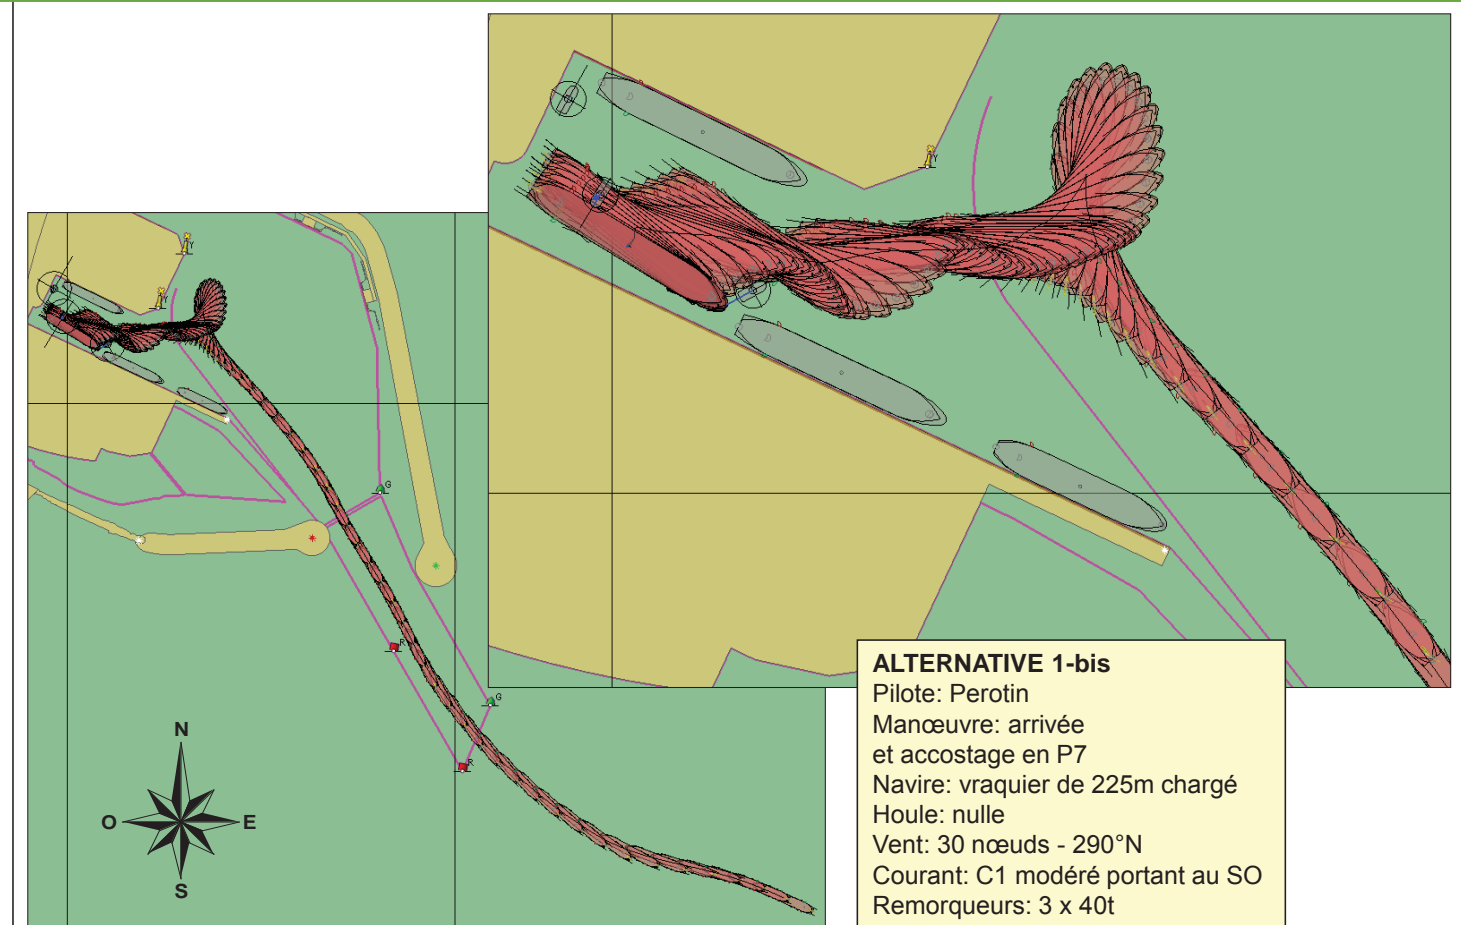 ALTERNATIVE 1-bis
Pilote: Perotin
Manœuvre: arrivée
et accostage en P7
Navire: vraquier de 225m chargé
Houle: nulle
Vent: 30 nœuds - 290°N
Courant: C1 modéré portant au SO
Remorqueurs: 3 x 40t
N
O
E
S
Y
Y
Y
G
R
G
R